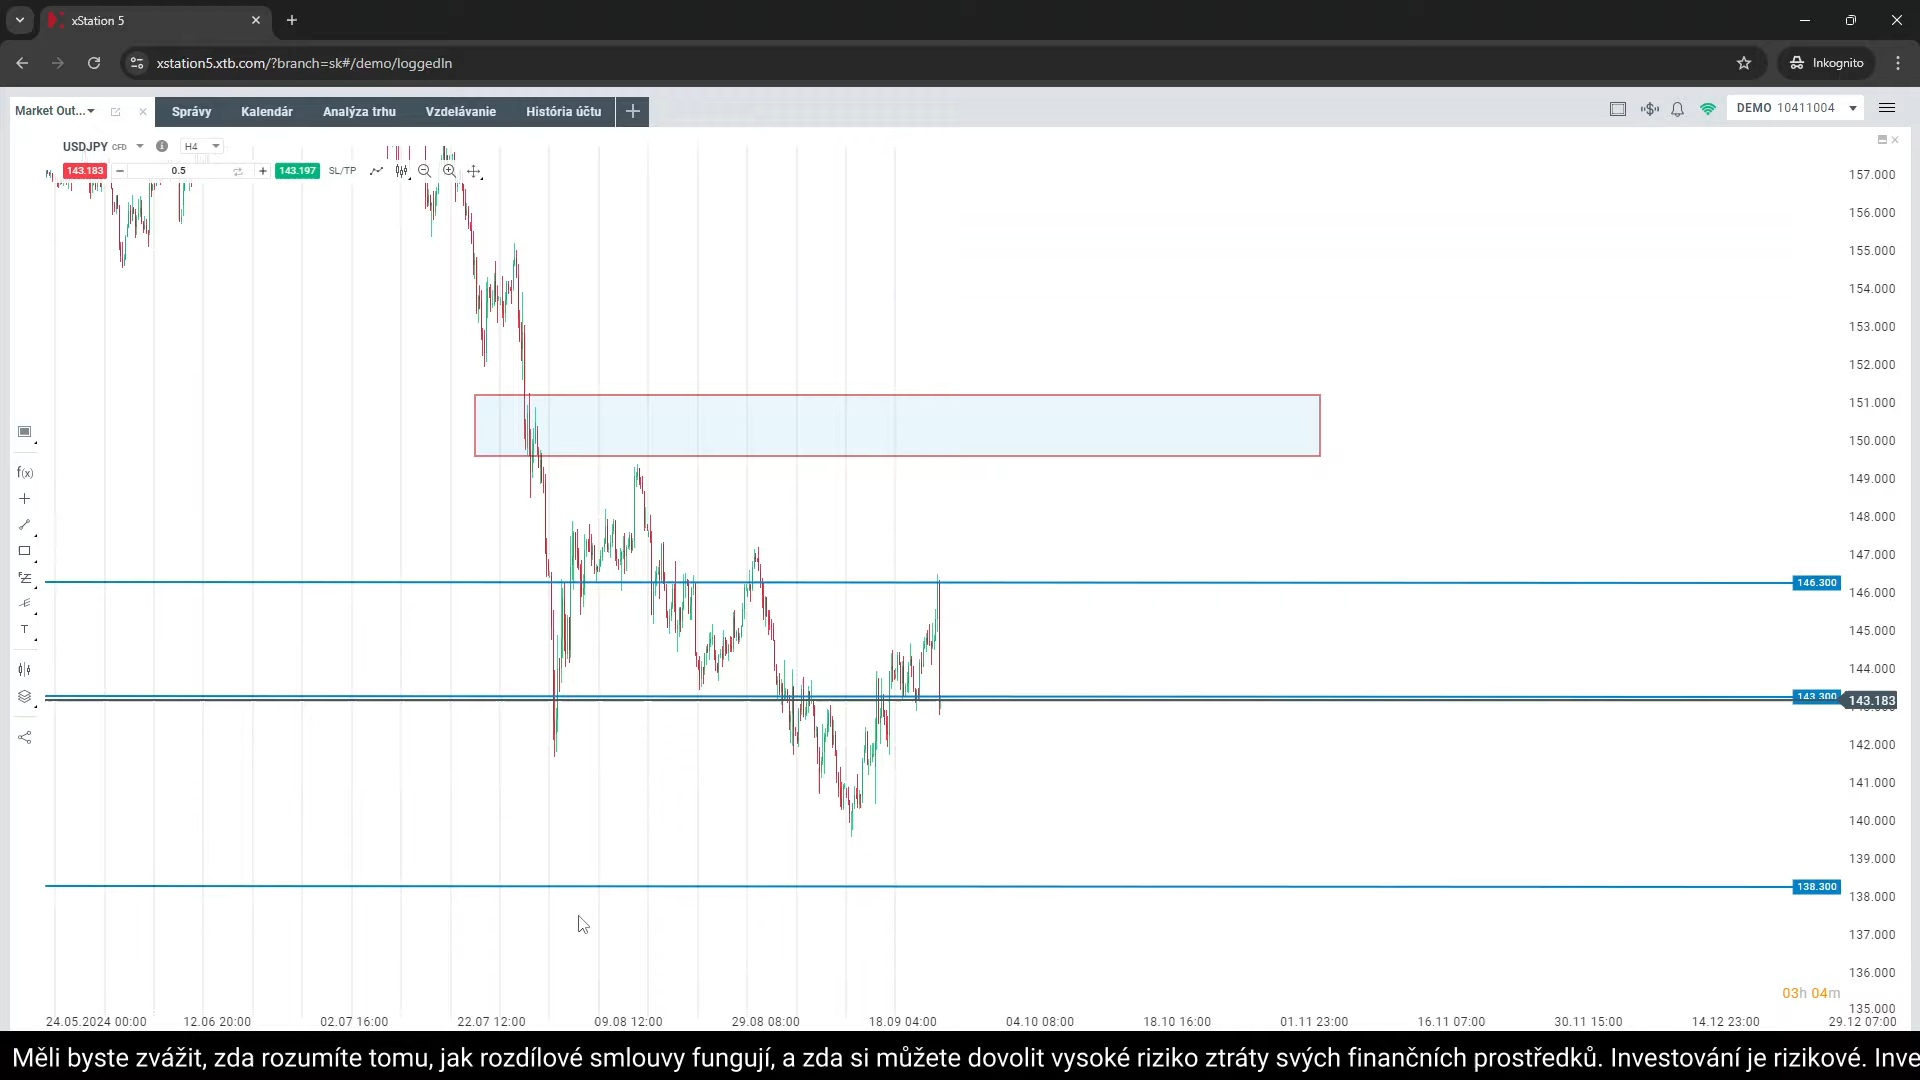 xStation 5
xstation5.xtb.com/?branch=sk#/demo/loggedIn
Inkognito
Market Out...
Správy
Kalendár
Analýza trhu
Vzdelávanie
História účtu
DEMO 10411004
USDJPY CFD
H4
143.183
0.5
143.197
SL/TP
157.000
156.000
155.000
154.000
153.000
152.000
151.000
150.000
149.000
148.000
147.000
146.300
146.000
145.000
144.000
143.300
143.183
142.000
141.000
140.000
139.000
138.300
138.000
137.000
136.000
135.000
f(x)
T
03h 04m
24.05.2024 00:00
12.06 20:00
02.07 16:00
22.07 12:00
09.08 12:00
29.08 08:00
18.09 04:00
04.10 08:00
18.10 16:00
01.11 23:00
16.11 07:00
30.11 15:00
14.12 23:00
29.12 07:00
Měli byste zvážit, zda rozumíte tomu, jak rozdílové smlouvy fungují, a zda si můžete dovolit vysoké riziko ztráty svých finančních prostředků. Investování je rizikové. Inve